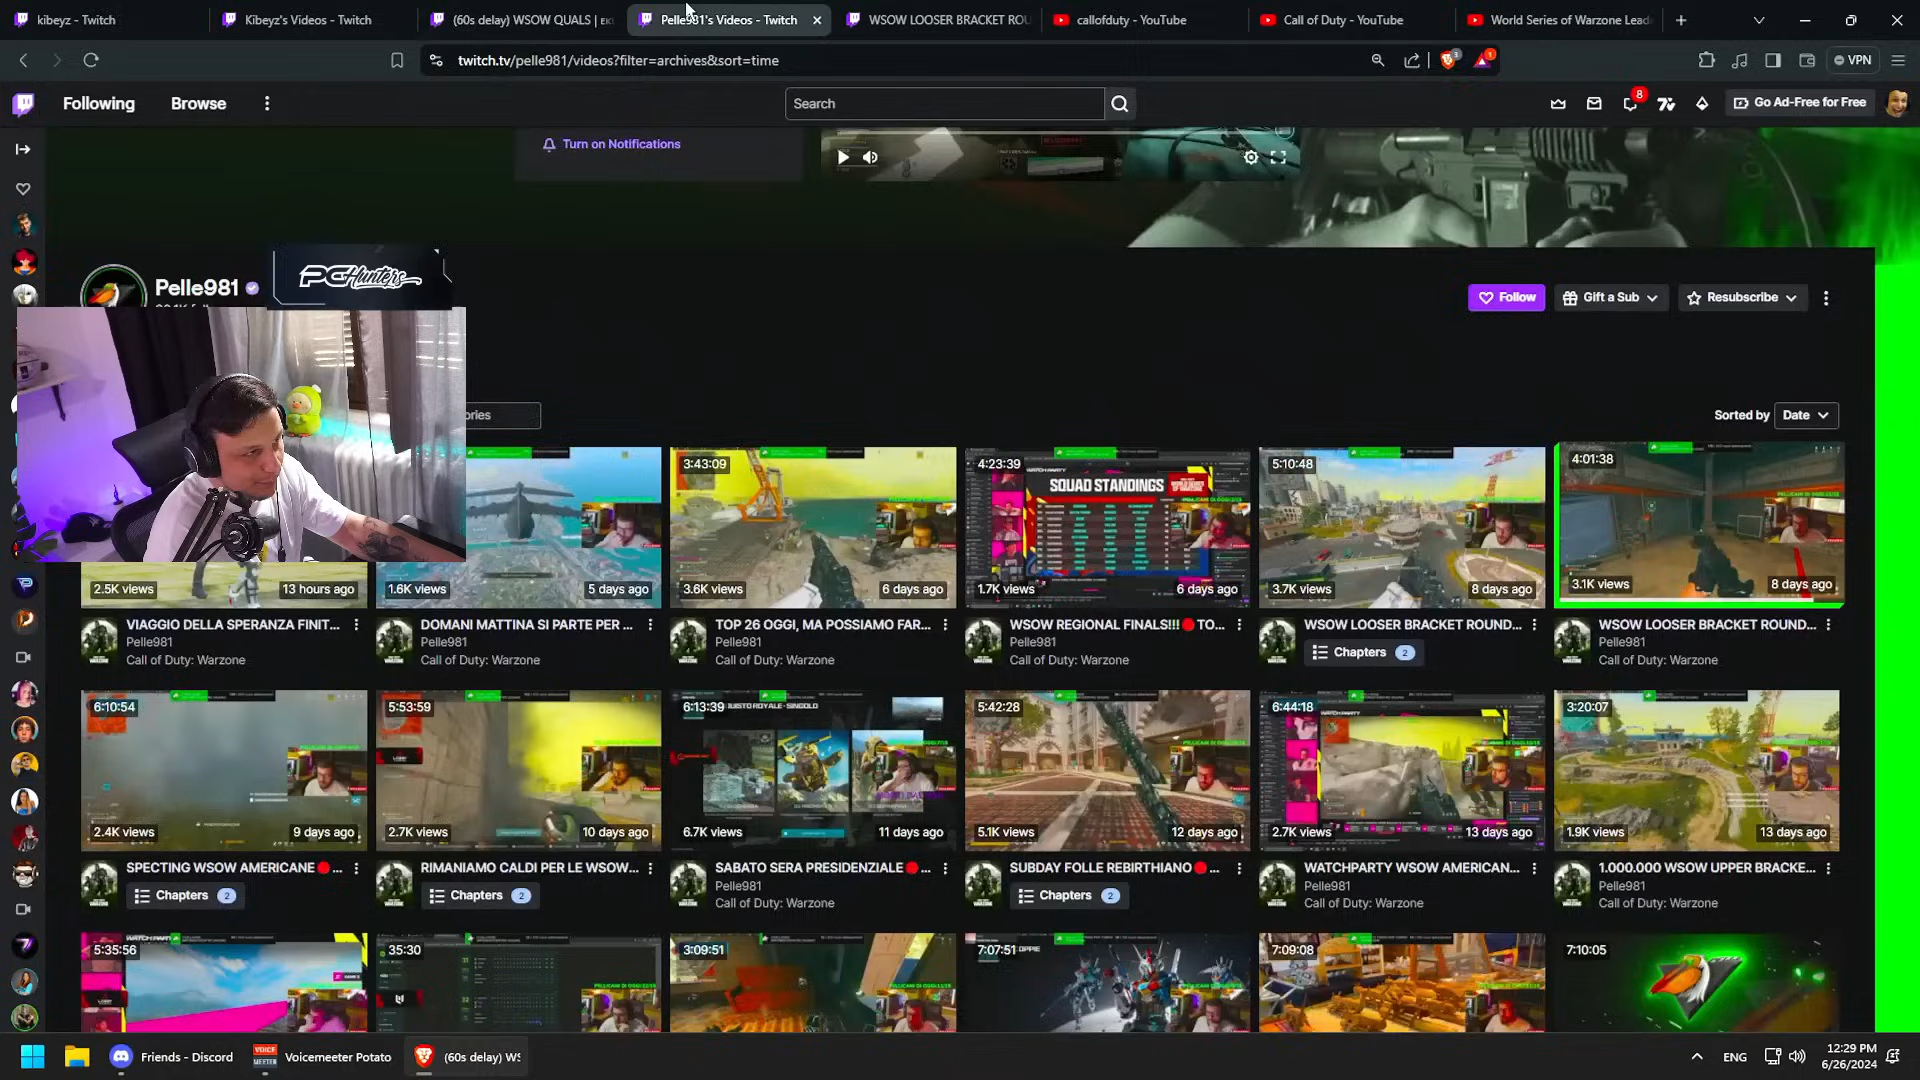 kibeyz - Twitch
Kibeyz's Videos - Twitch
(60s delay) WSOW QUALS |
Pelle981's Videos - Twitch
WSOW LOOSER BRACKET ROU
callofduty - YouTube
Call of Duty - YouTube
World Series of Warzone Lead
twitch.tv/pelle981/videos?filter=archives&sort=time
VPN
Following
Browse
Search
8
Go Ad-Free for Free
Turn on Notifications
Pelle981
PCHunters
Follow
Gift a Sub
Resubscribe
ories
Sorted by
Date
3:43:09
4:23:39
SQUAD STANDINGS
5:10:48
4:01:38
2.5K views
13 hours ago
1.6K views
5 days ago
3.6K views
6 days ago
1.7K views
6 days ago
3.7K views
8 days ago
3.1K views
8 days ago
VIAGGIO DELLA SPERANZA FINIT...
Pelle981
Call of Duty: Warzone
DOMANI MATTINA SI PARTE PER ...
Pelle981
Call of Duty: Warzone
TOP 26 OGGI, MA POSSIAMO FAR...
Pelle981
Call of Duty: Warzone
WSOW REGIONAL FINALS!!!🔴TO...
Pelle981
Call of Duty: Warzone
WSOW LOOSER BRACKET ROUND...
Chapters 2
WSOW LOOSER BRACKET ROUND...
Pelle981
Call of Duty: Warzone
6:10:54
5:53:59
6:13:39
UISTO ROYALE - SINGOLO
5:42:28
6:44:18
3:20:07
2.4K views
9 days ago
2.7K views
10 days ago
6.7K views
11 days ago
5.1K views
12 days ago
2.7K views
13 days ago
1.9K views
13 days ago
SPECTING WSOW AMERICANE🔴...
Chapters 2
RIMANIAMO CALDI PER LE WSOW...
Chapters 2
SABATO SERA PRESIDENZIALE🔴...
Pelle981
Call of Duty: Warzone
SUBDAY FOLLE REBIRTHIANO🔴...
Chapters 2
WATCHPARTY WSOW AMERICAN...
Pelle981
Call of Duty: Warzone
1.000.000 WSOW UPPER BRACKE...
Pelle981
Call of Duty: Warzone
5:35:56
35:30
3:09:51
7:07:51
7:09:08
7:10:05
Friends - Discord
Voicemeeter Potato
(60s delay) WS
ENG
12:29 PM
6/26/2024